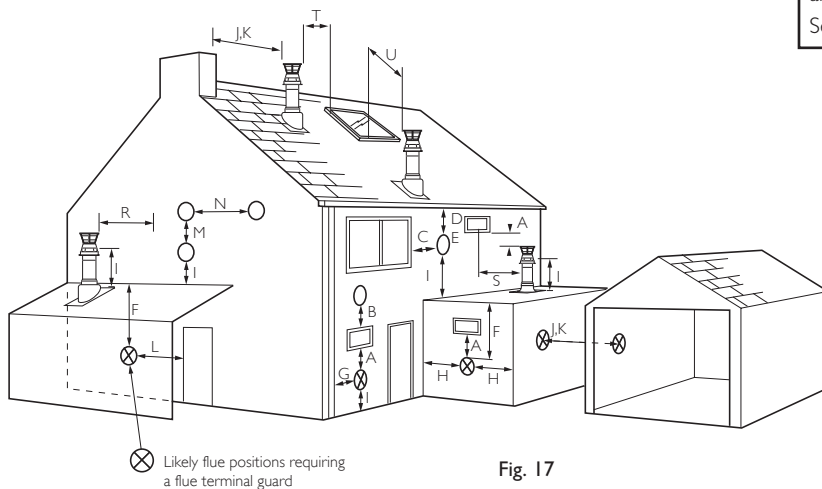 J,K
T
U
R
N
M
I
I
F
L
D
A
C
E
I
S
I
B
A
G
I
F
A
H
H
J,K
Likely flue positions requiring
a flue terminal guard
Fig. 17